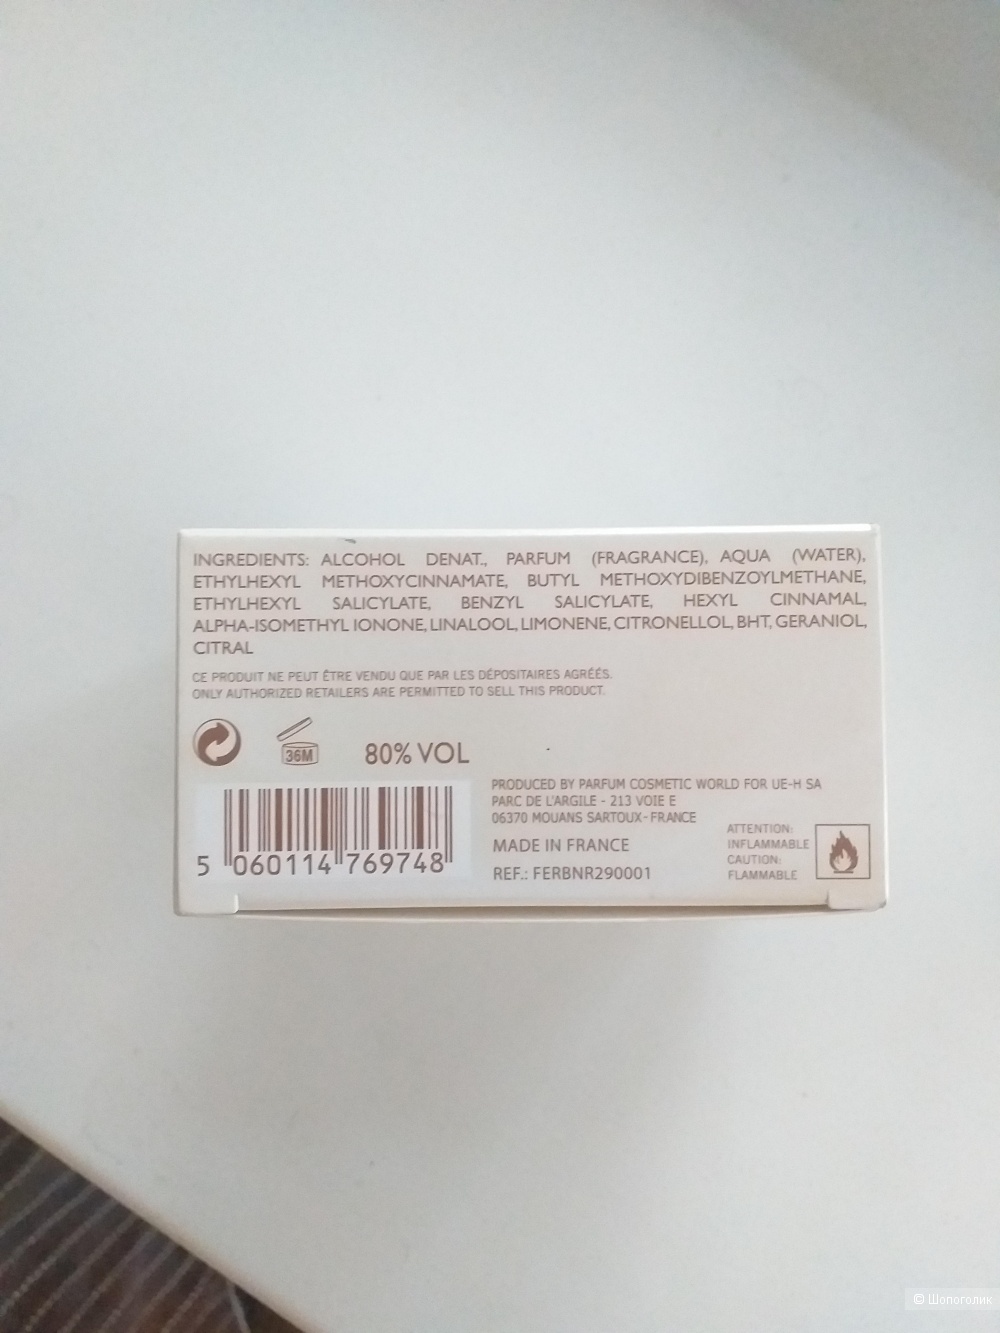 INGREDIENTS: ALCOHOL DENAT., PARFUM (FRAGRANCE), AQUA (WATER),
ETHYLHEXYL METHOXYCINNAMATE, BUTYL METHOXYDIBENZOYLMETHANE,
ETHYLHEXYL SALICYLATE, BENZYL SALICYLATE, HEXYL CINNAMAL,
ALPHA-ISOMETHYL IONONE, LINALOOL, LIMONENE, CITRONELLOL, BHT, GERANIOL,
CITRAL
CE PRODUIT NE PEUT ÊTRE VENDU QUE PAR LES DÉPOSITAIRES AGRÉÉS.
ONLY AUTHORIZED RETAILERS ARE PERMITTED TO SELL THIS PRODUCT.
36M
80% VOL
PRODUCED BY PARFUM COSMETIC WORLD FOR UE-H SA
PARC DE L'ARGILE - 213 VOIE E
06370 MOUANS SARTOUX - FRANCE
MADE IN FRANCE
REF.: FERBNR290001
ATTENTION:
INFLAMMABLE
CAUTION:
FLAMMABLE
5 060114 769748
© Шопоголик